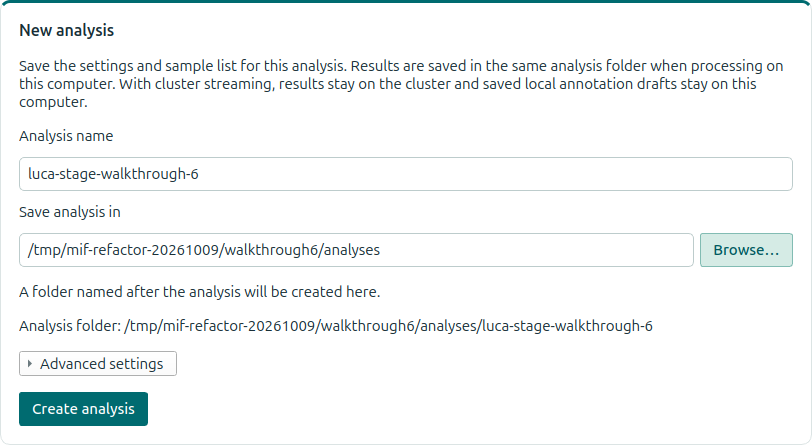 New analysis
Save the settings and sample list for this analysis. Results are saved in the same analysis folder when processing on
this computer. With cluster streaming, results stay on the cluster and saved local annotation drafts stay on this
computer.
Analysis name
luca-stage-walkthrough-6
Save analysis in
/tmp/mif-refactor-20261009/walkthrough6/analyses
Browse...
A folder named after the analysis will be created here.
Analysis folder: /tmp/mif-refactor-20261009/walkthrough6/analyses/luca-stage-walkthrough-6
Advanced settings
Create analysis